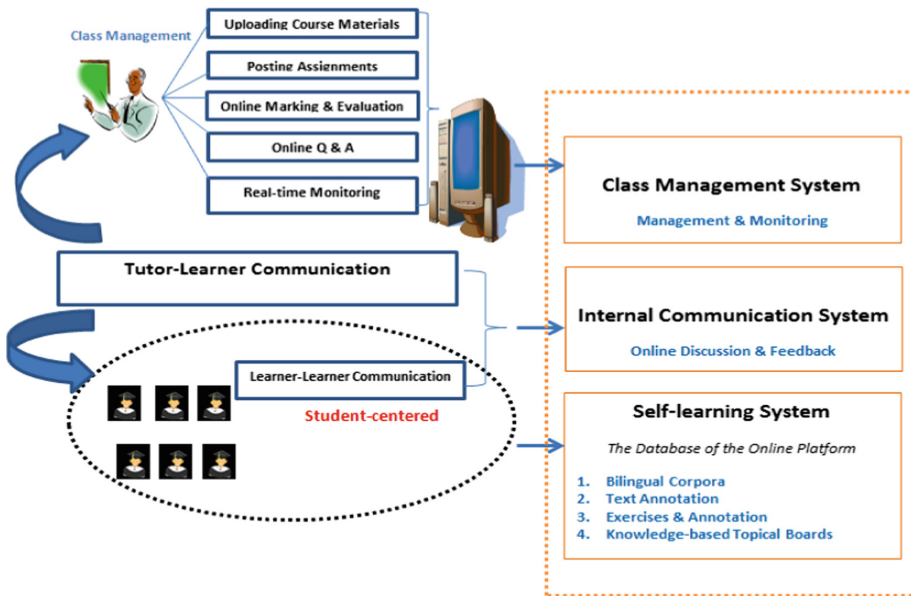 Class Management
Uploading Course Materials
Posting Assignments
Online Marking & Evaluation
Online Q & A
Real-time Monitoring
Tutor-Learner Communication
Learner-Learner Communication
Student-centered
Class Management System
Management & Monitoring
Internal Communication System
Online Discussion & Feedback
Self-learning System
The Database of the Online Platform
1. Bilingual Corpora
2. Text Annotation
3. Exercises & Annotation
4. Knowledge-based Topical Boards